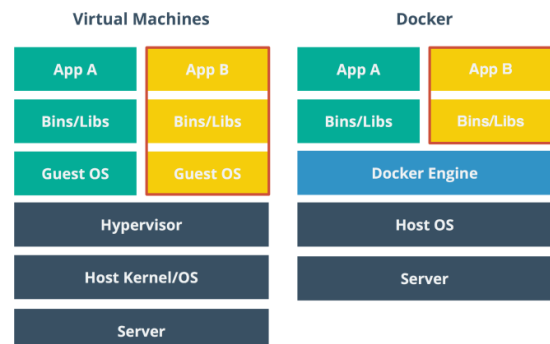 Virtual Machines
App A
App B
Bins/Libs
Bins/Libs
Guest OS
Guest OS
Hypervisor
Host Kernel/OS
Server
Docker
App A
App B
Bins/Libs
Bins/Libs
Docker Engine
Host OS
Server